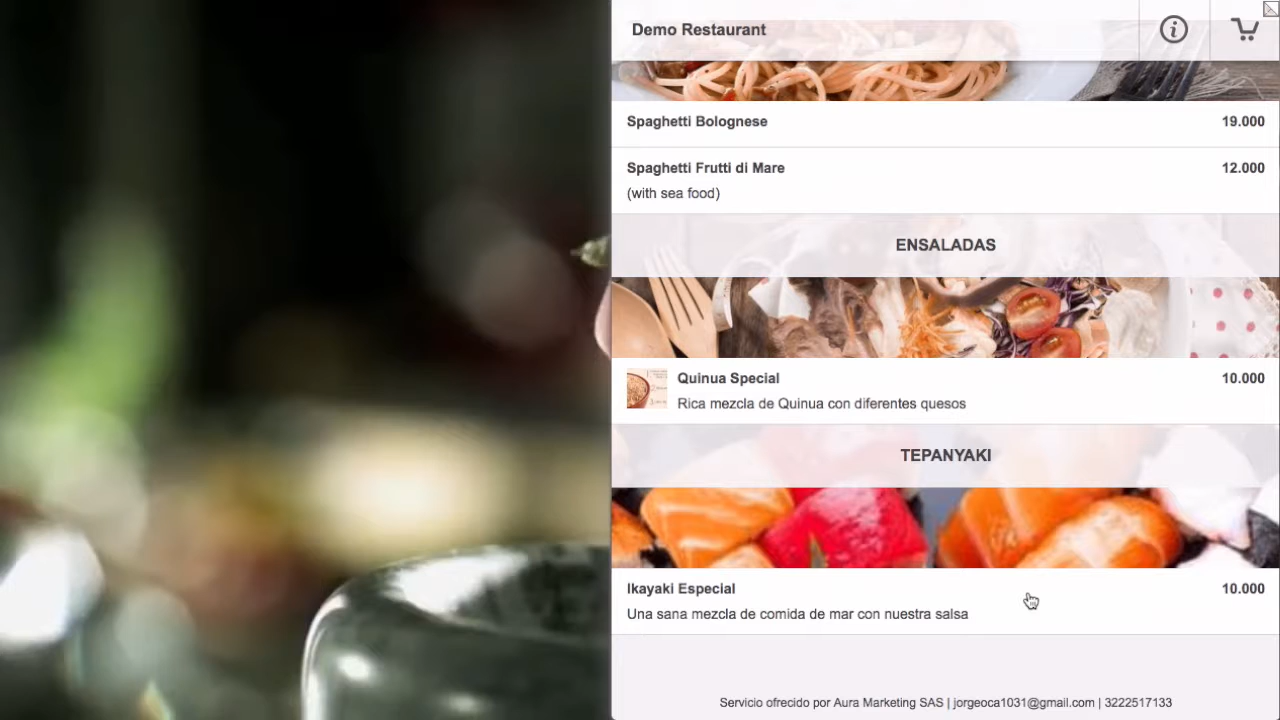 Demo Restaurant
Spaghetti Bolognese 19.000
Spaghetti Frutti di Mare 12.000
(with sea food)
ENSALADAS
Quinua Special 10.000
Rica mezcla de Quinua con diferentes quesos
TEPANYAKI
Ikayaki Especial 10.000
Una sana mezcla de comida de mar con nuestra salsa
Servicio ofrecido por Aura Marketing SAS | jorgeoca1031@gmail.com | 3222517133